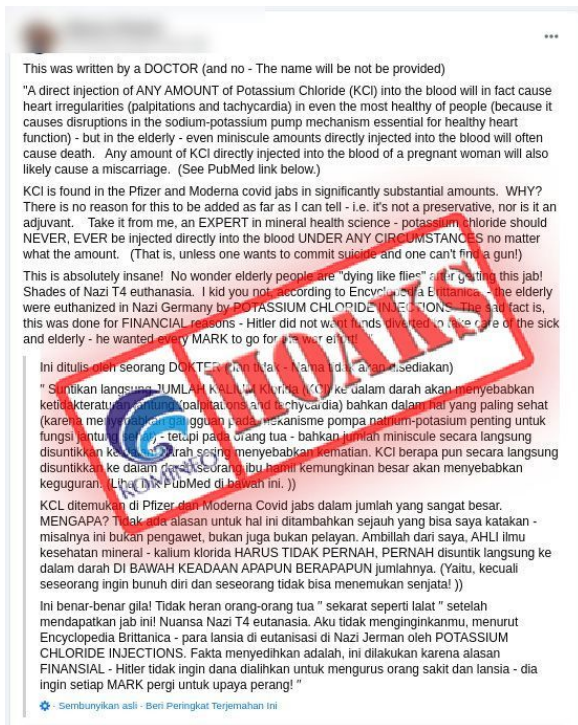 This was written by a DOCTOR (and no - The name will be not be provided)
"A direct injection of ANY AMOUNT of Potassium Chloride (KCl) into the blood will in fact cause
heart irregularities (palpitations and tachycardia) in even the most healthy of people (because it
causes disruptions in the sodium-potassium pump mechanism essential for healthy heart
function) - but in the elderly - even miniscule amounts directly injected into the blood will often
cause death. Any amount of KCl directly injected into the blood of a pregnant woman will also
likely cause a miscarriage. (See PubMed link below.)
KCl is found in the Pfizer and Moderna covid jabs in significantly substantial amounts. WHY?
There is no reason for this to be added as far as I can tell - i.e. it's not a preservative, nor is it an
adjuvant. Take it from me, an EXPERT in mineral health science - potassium chloride should
NEVER, EVER be injected directly into the blood UNDER ANY CIRCUMSTANCES no matter
what the amount. (That is, unless one wants to commit suicide and one can't find a gun!)
This is absolutely insane! No wonder elderly people are "dying like flies" after getting this jab!
Shades of Nazi T4 euthanasia. I kid you not, according to Encyclopedia Brittanica - the elderly
were euthanized in Nazi Germany by POTASSIUM CHLORIDE INJECTIONS. The sad fact is,
this was done for FINANCIAL reasons - Hitler did not want funds diverted to take care of the sick
and elderly - he wanted every MARK to go for the war effort!
HOAKS
KOMINFO
Ini ditulis oleh seorang DOKTER (dan tidak - Nama tidak akan disediakan)
" Suntikan langsung JUMLAH KALIUM Klorida (KCl) ke dalam darah akan menyebabkan
ketidakteraturan jantung (palpitations and tachycardia) bahkan dalam hal yang paling sehat
(karena menyebabkan gangguan pada mekanisme pompa natrium-potasium penting untuk
fungsi jantung sehat) - tetapi pada orang tua - bahkan jumlah miniscule secara langsung
disuntikkan ke dalam darah sering menyebabkan kematian. KCl berapa pun secara langsung
disuntikkan ke dalam darah seorang ibu hamil kemungkinan besar akan menyebabkan
keguguran. (Lihat link PubMed di bawah ini. ))
KCL ditemukan di Pfizer dan Moderna Covid jabs dalam jumlah yang sangat besar.
MENGAPA? Tidak ada alasan untuk hal ini ditambahkan sejauh yang bisa saya katakan -
misalnya ini bukan pengawet, bukan juga bukan pelayan. Ambillah dari saya, AHLI ilmu
kesehatan mineral - kalium klorida HARUS TIDAK PERNAH, PERNAH disuntik langsung ke
dalam darah DI BAWAH KEADAAN APAPUN BERAPAPUN jumlahnya. (Yaitu, kecuali
seseorang ingin bunuh diri dan seseorang tidak bisa menemukan senjata! ))
Ini benar-benar gila! Tidak heran orang-orang tua " sekarat seperti lalat " setelah
mendapatkan jab ini! Nuansa Nazi T4 eutanasia. Aku tidak menginginkanmu, menurut
Encyclopedia Brittanica - para lansia di eutanisasi di Nazi Jerman oleh POTASSIUM
CHLORIDE INJECTIONS. Fakta menyedihkan adalah, ini dilakukan karena alasan
FINANSIAL - Hitler tidak ingin dana dialihkan untuk mengurus orang sakit dan lansia - dia
ingin setiap MARK pergi untuk upaya perang! "
Sembunyikan asli · Beri Peringkat Terjemahan Ini